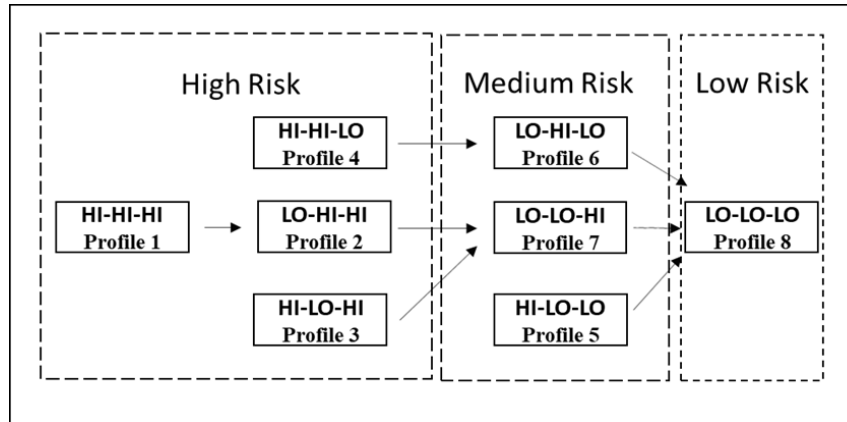 High Risk
HI-HI-LO
Profile 4
HI-HI-HI
Profile 1
LO-HI-HI
Profile 2
HI-LO-HI
Profile 3
Medium Risk
LO-HI-LO
Profile 6
LO-LO-HI
Profile 7
HI-LO-LO
Profile 5
Low Risk
LO-LO-LO
Profile 8